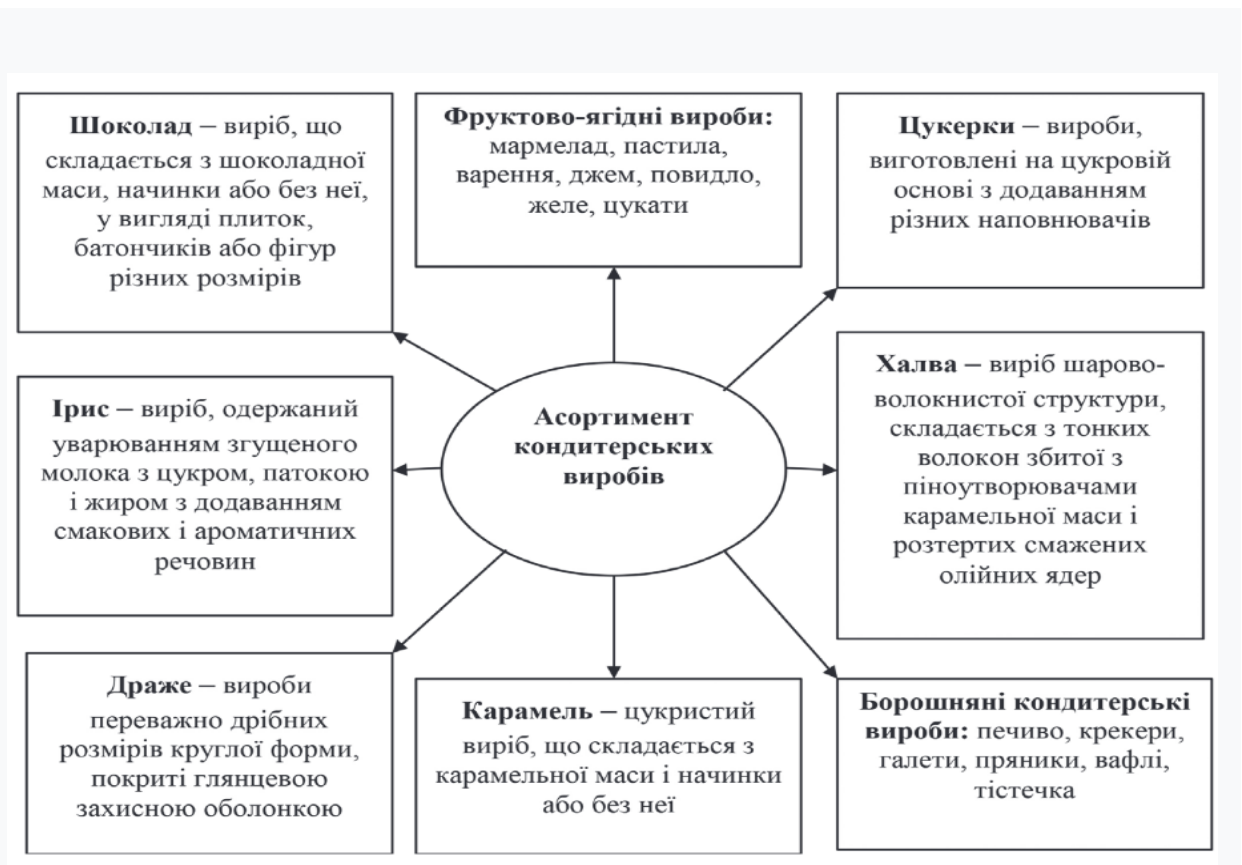 Шоколад – виріб, що
складається з шоколадної
маси, начинки або без неї,
у вигляді плиток,
батончиків або фігур
різних розмірів
Фруктово-ягідні вироби:
мармелад, пастила,
варення, джем, повидло,
желе, цукати
Цукерки – вироби,
виготовлені на цукровій
основі з додаванням
різних наповнювачів
Ірис – виріб, одержаний
уварюванням згущеного
молока з цукром, патокою
і жиром з додаванням
смакових і ароматичних
речовин
Асортимент
кондитерських
виробів
Халва – виріб шарово-
волокнистої структури,
складається з тонких
волокон збитої з
піноутворювачами
карамельної маси і
розтертих смажених
олійних ядер
Драже – вироби
переважно дрібних
розмірів круглої форми,
покриті глянцевою
захисною оболонкою
Карамель – цукристий
виріб, що складається з
карамельної маси і начинки
або без неї
Борошняні кондитерські
вироби: печиво, крекери,
галети, пряники, вафлі,
тістечка